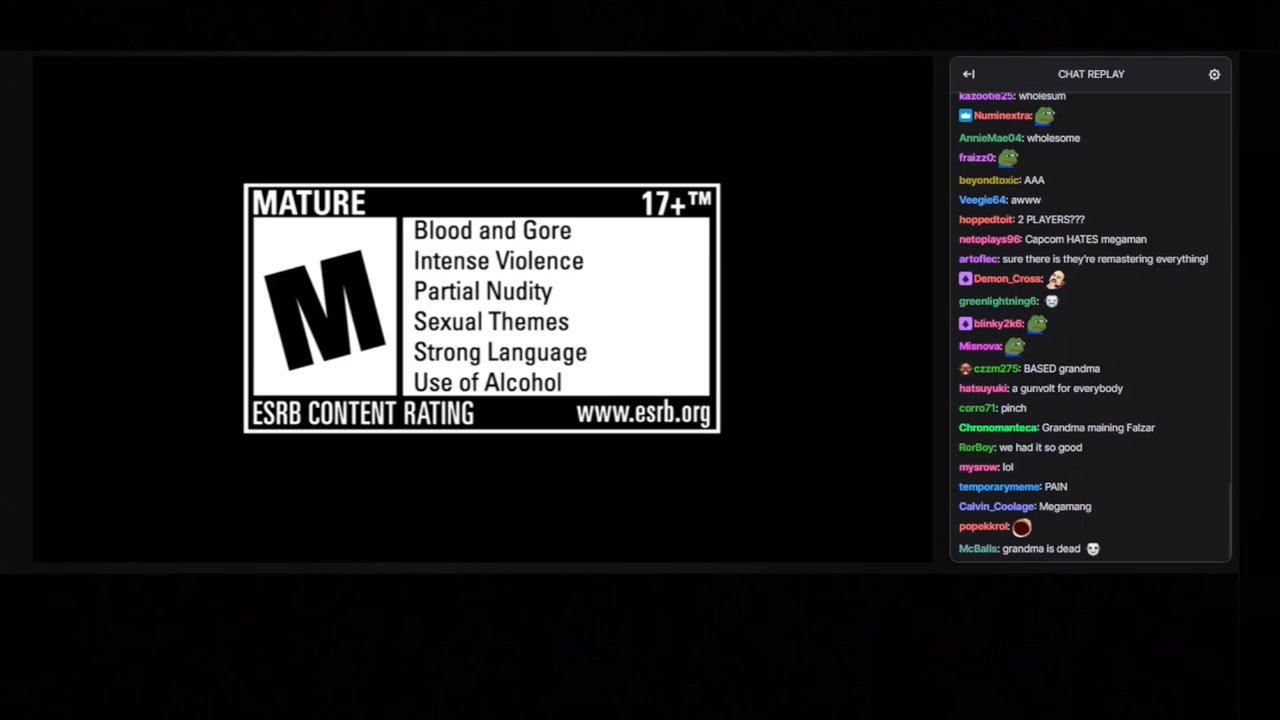 MATURE 17+™
M
Blood and Gore
Intense Violence
Partial Nudity
Sexual Themes
Strong Language
Use of Alcohol
ESRB CONTENT RATING www.esrb.org
CHAT REPLAY
kazootie25: wholesum
Numinextra:
AnnieMae04: wholesome
fraizz0:
beyondtoxic: AAA
Veegie64: awww
hoppedtoit: 2 PLAYERS???
netoplays96: Capcom HATES megaman
artoflec: sure there is they're remastering everything!
Demon_Cross:
greenlightning6:
blinky2k6:
Misnova:
czzm275: BASED grandma
hatsuyuki: a gunvolt for everybody
corro71: pinch
Chronomanteca: Grandma maining Falzar
RorBoy: we had it so good
mysrow: lol
temporarymeme: PAIN
Calvin_Coolage: Megamang
popekkrol:
McBalls: grandma is dead